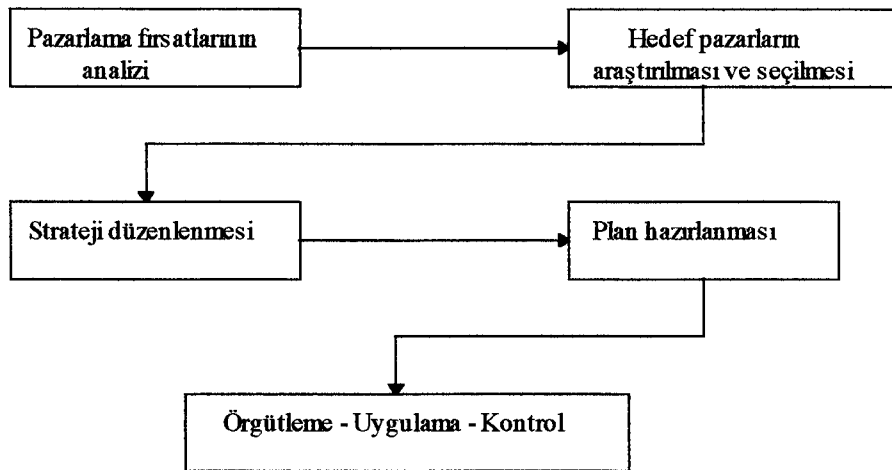 Pazarlama fırsatlarının
analizi
Hedef pazarların
araştırılması ve seçilmesi
Strateji düzenlenmesi
Plan hazırlanması
Örgütleme - Uygulama - Kontrol